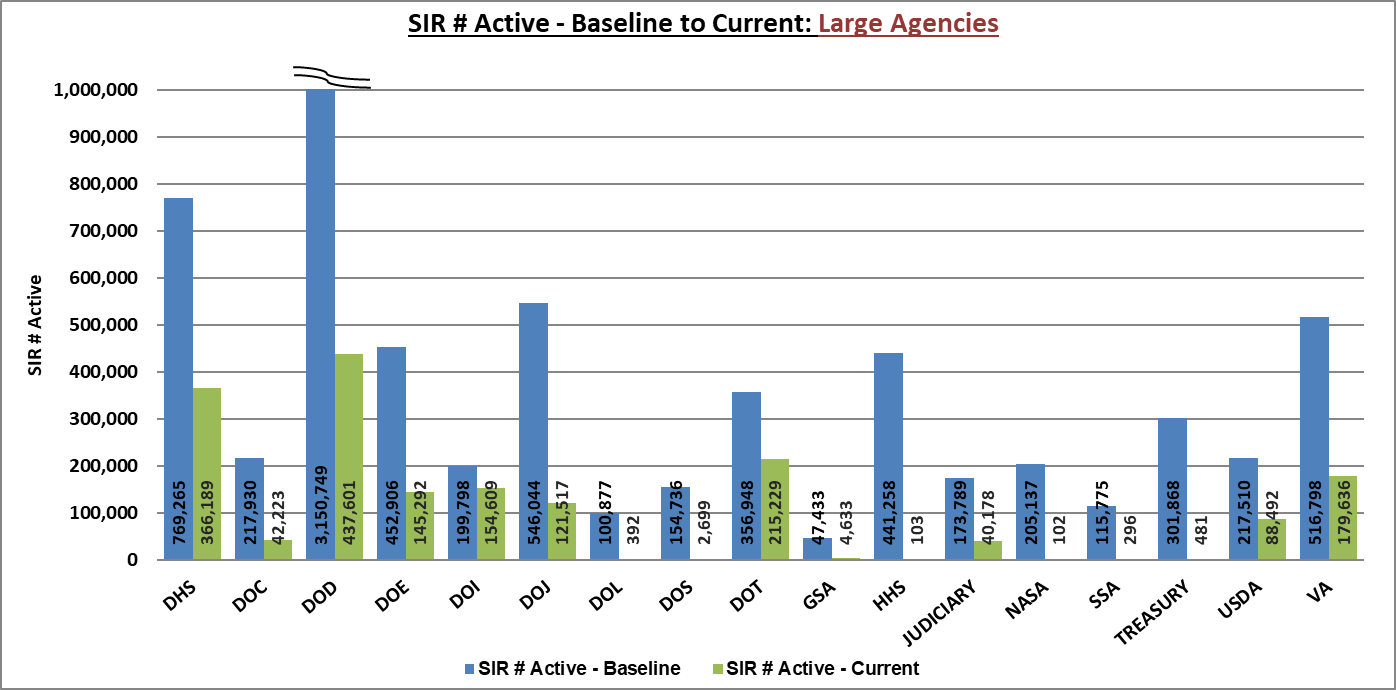 SIR # Active - Baseline to Current: Large Agencies
SIR # Active
1,000,000
900,000
800,000
700,000
600,000
500,000
400,000
300,000
200,000
100,000
0
769,265
366,189
217,930
42,223
3,150,749
437,601
452,906
145,292
199,798
154,609
546,044
121,517
100,877
392
154,736
2,699
356,948
215,229
47,433
4,633
441,258
103
173,789
40,178
205,137
102
115,775
296
301,868
481
217,510
88,492
516,798
179,636
DHS
DOC
DOD
DOE
DOI
DOJ
DOL
DOS
DOT
GSA
HHS
JUDICIARY
NASA
SSA
TREASURY
USDA
VA
SIR # Active - Baseline
SIR # Active - Current